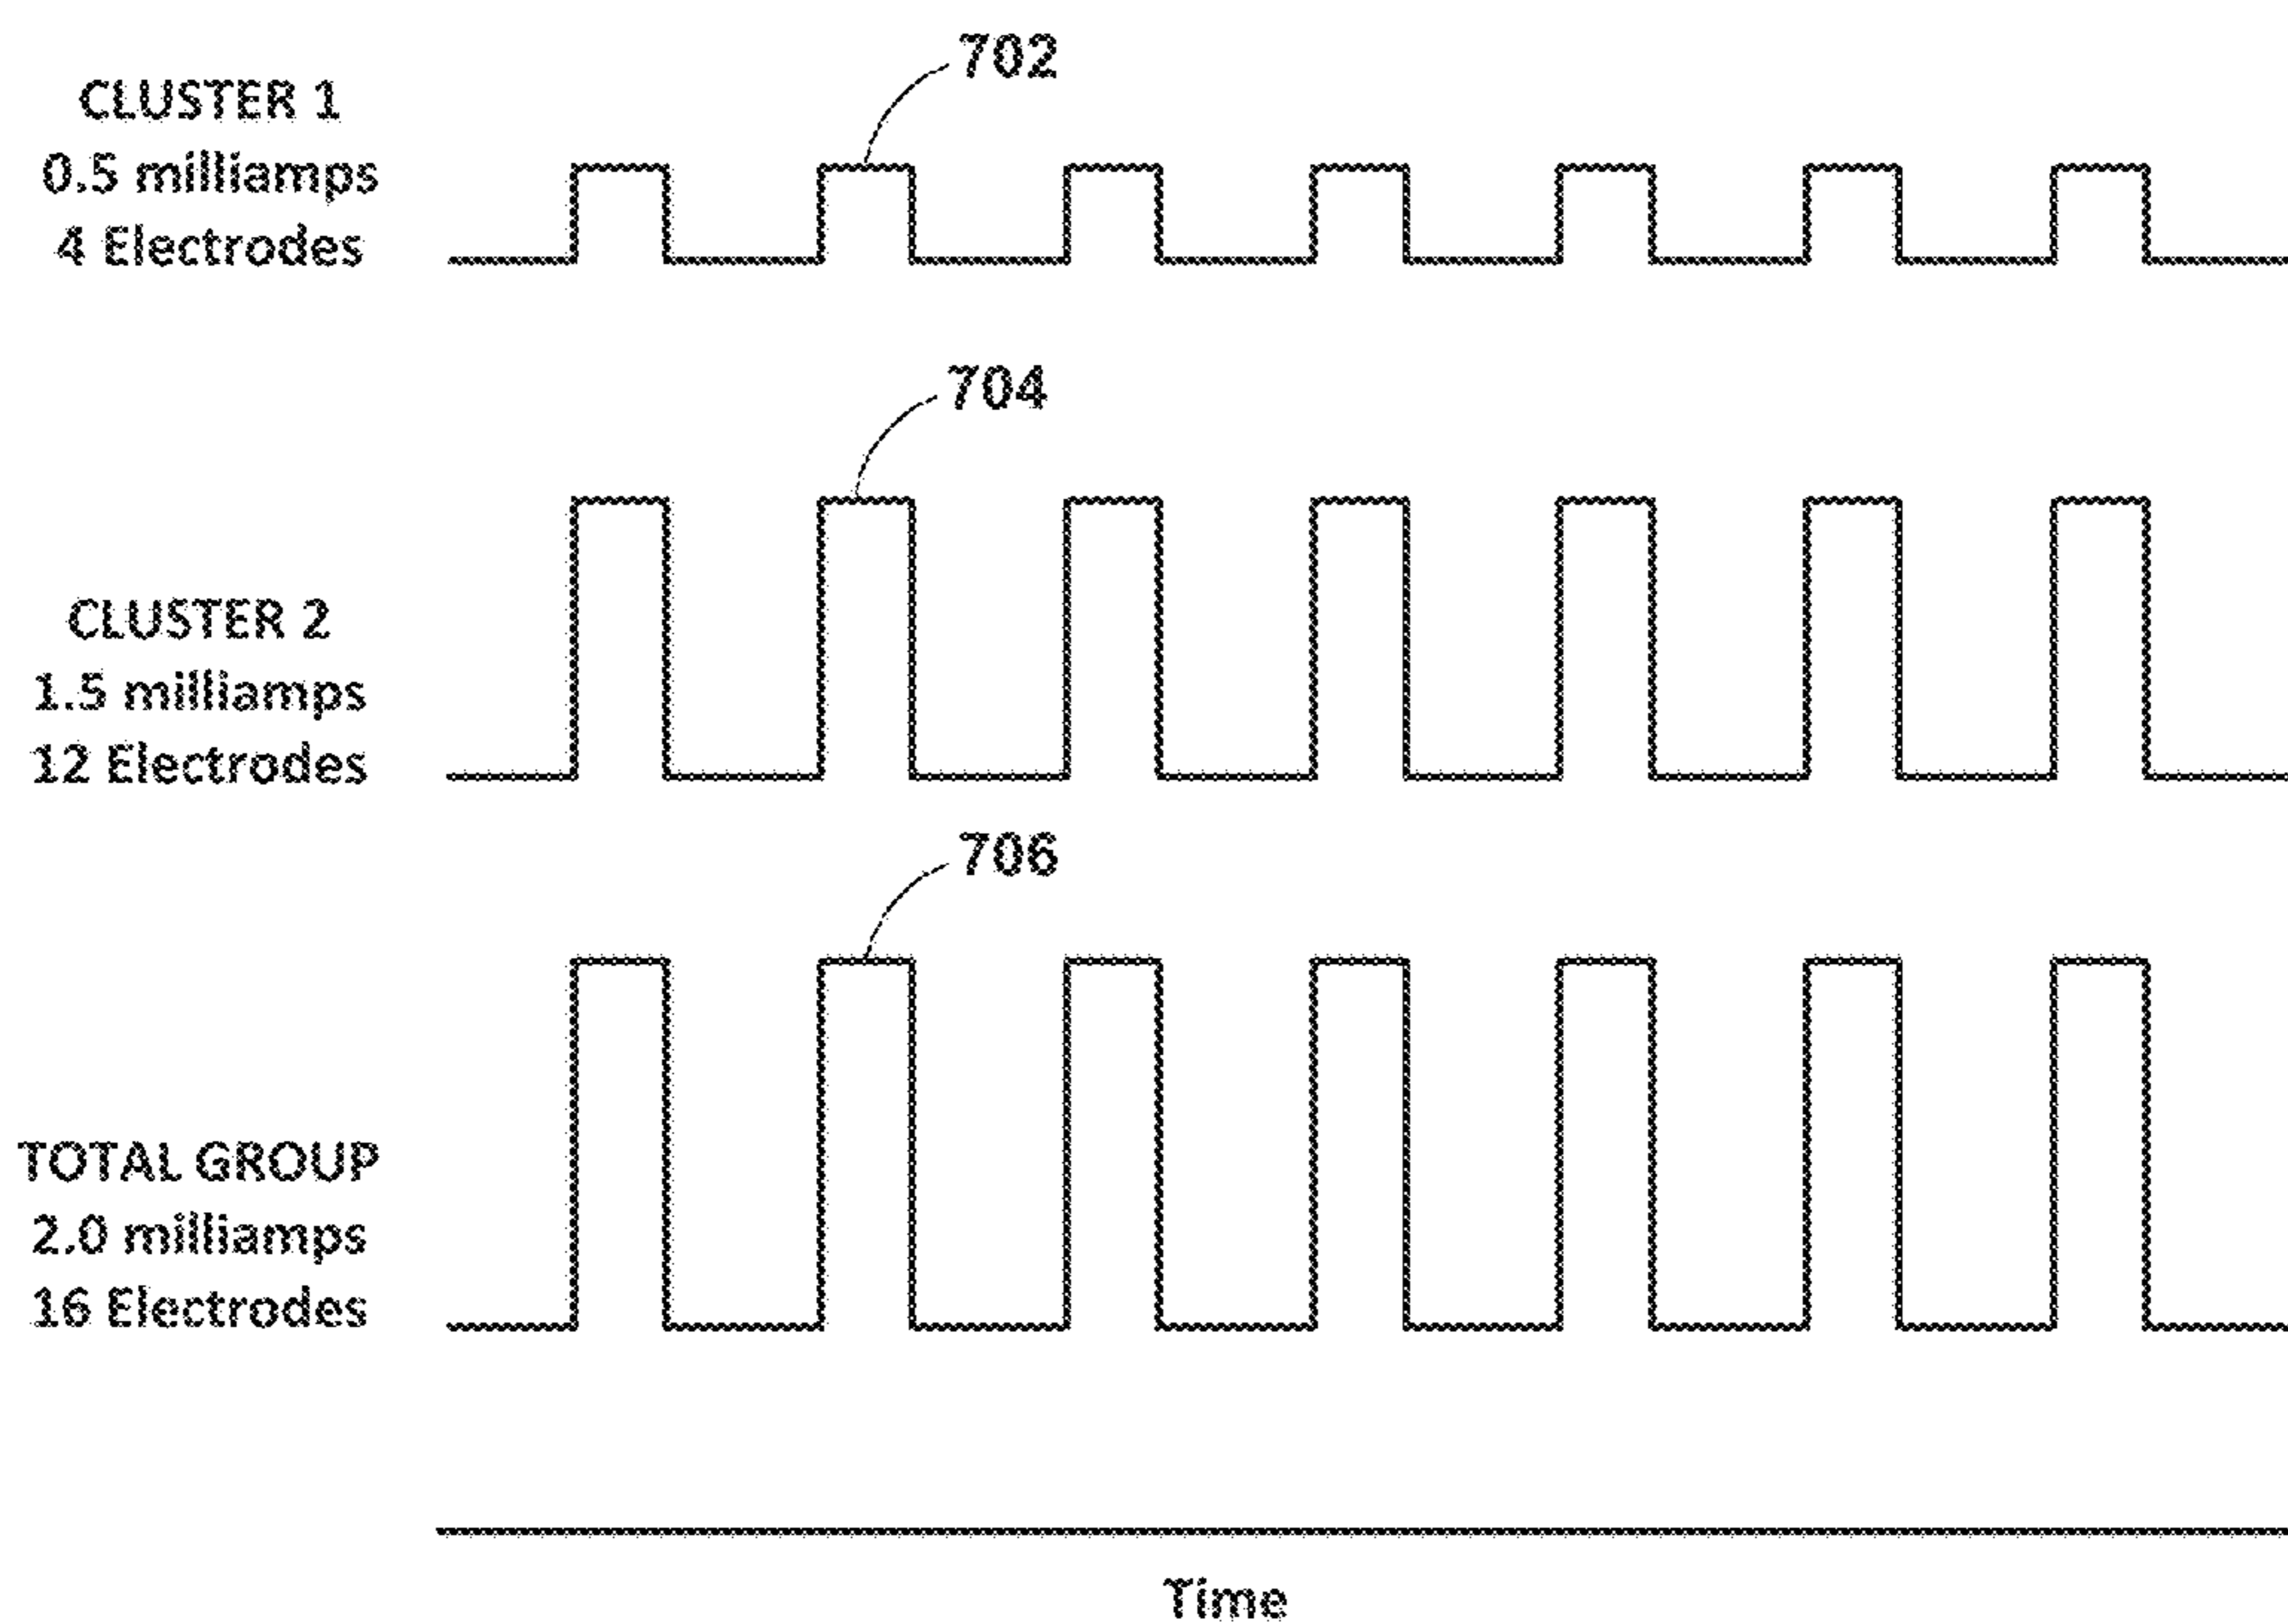 702
CLUSTER 1
0.5 milliamps
4 Electrodes
704
CLUSTER 2
1.5 milliamps
12 Electrodes
706
TOTAL GROUP
2.0 milliamps
16 Electrodes
Time